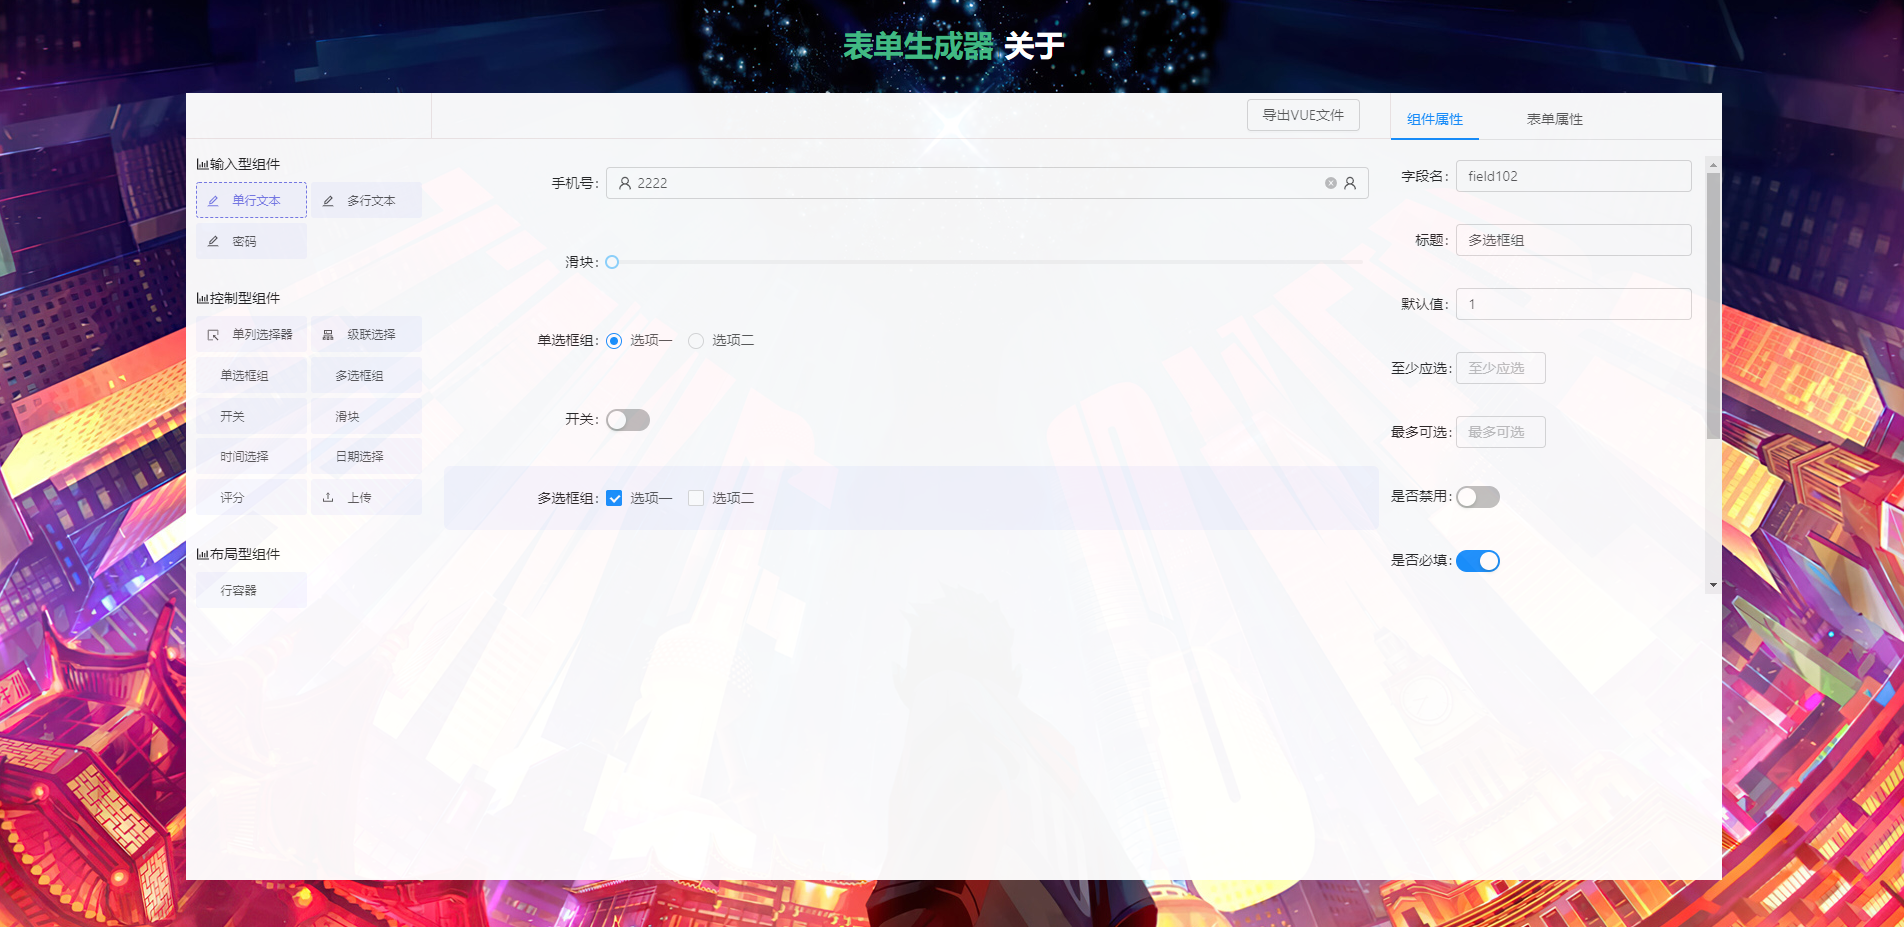 表单生成器 关于
导出VUE文件
组件属性 表单属性
输入型组件
单行文本 多行文本
密码
控制型组件
单列选择器 级联选择
单选框组 多选框组
开关 滑块
时间选择 日期选择
评分 上传
布局型组件
行容器
手机号: 2222
滑块:
单选框组: 选项一 选项二
开关:
多选框组: 选项一 选项二
字段名: field102
标题: 多选框组
默认值: 1
至少应选: 至少应选
最多可选: 最多可选
是否禁用:
是否必填: